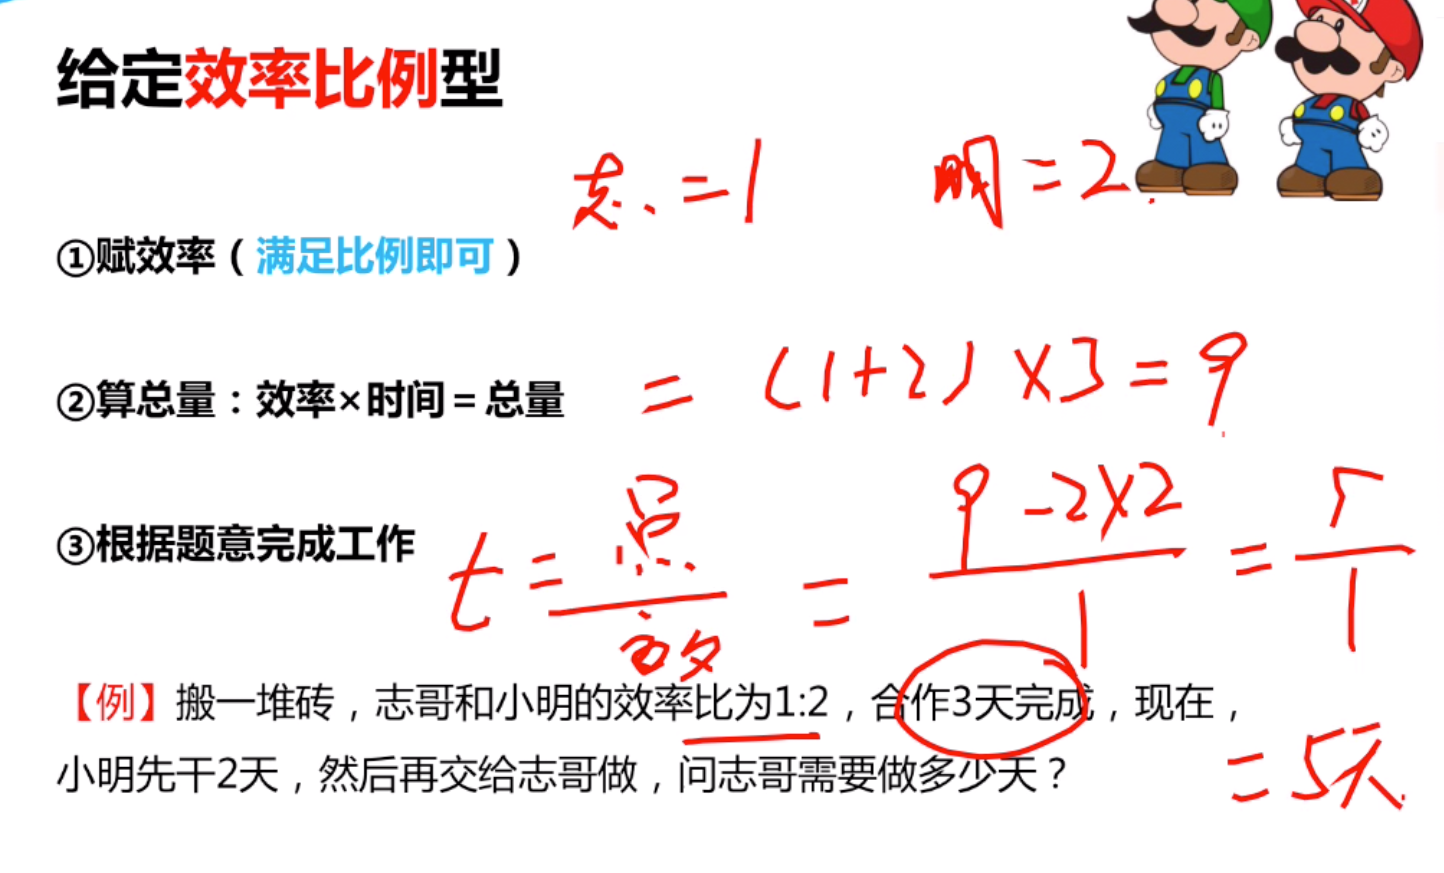 给定效率比例型
志.=1 明=2.
①赋效率（满足比例即可）
②算总量：效率×时间＝总量 = (1+2)×3=9
③根据题意完成工作 t=总/效 = 9-2×2/1 = 5/1
【例】搬一堆砖，志哥和小明的效率比为1:2，合作3天完成，现在，
小明先干2天，然后再交给志哥做，问志哥需要做多少天？ =5天.